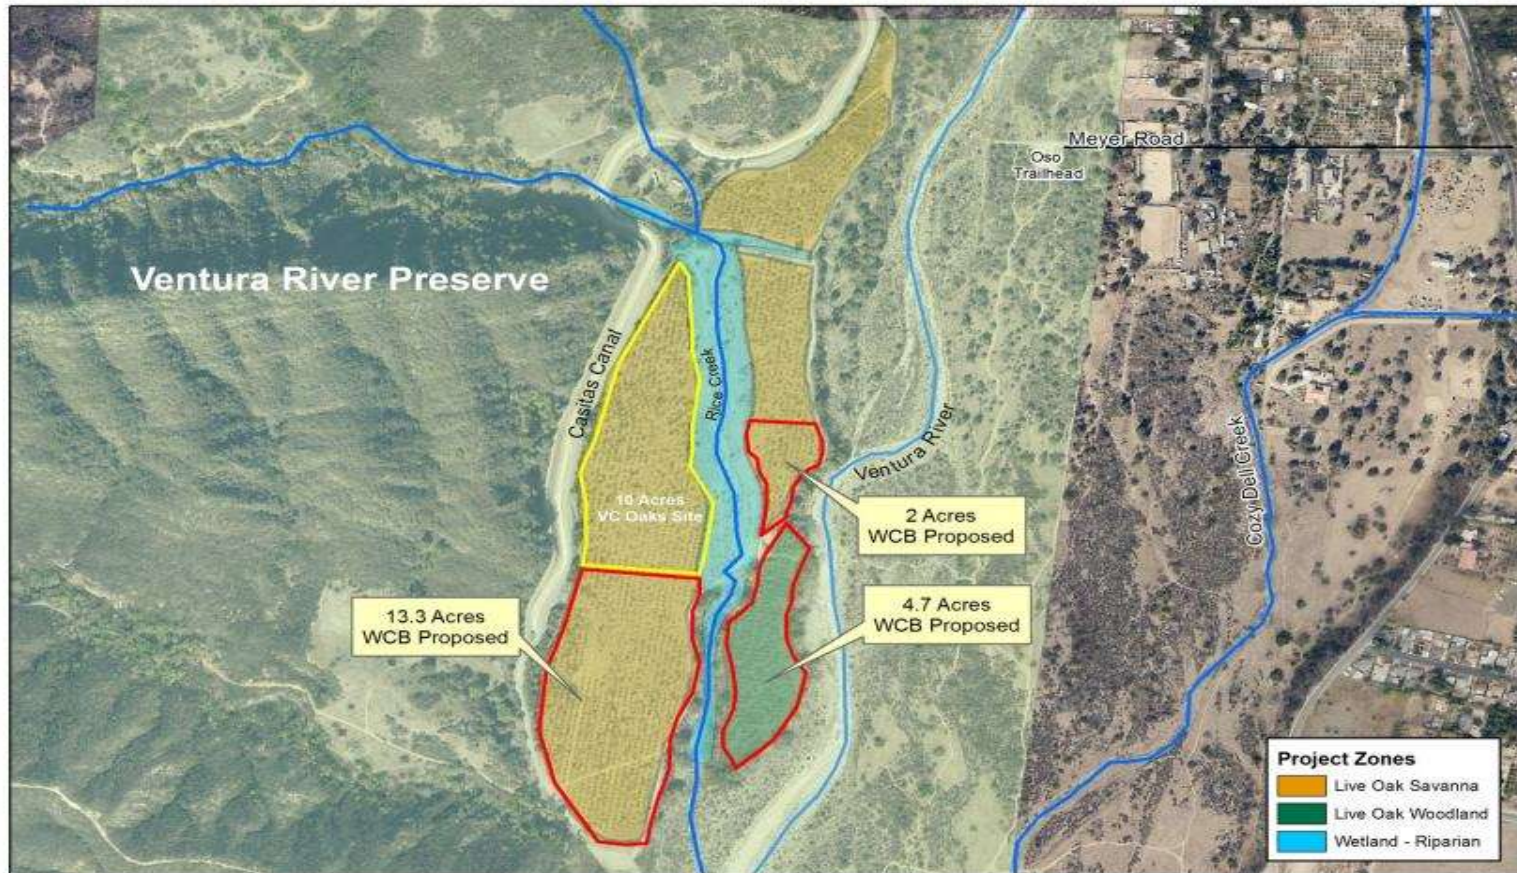 Meyer Road
Oso
Trailhead
Ventura River Preserve
Casitas Canal
Rice Creek
Ventura River
Cozy Dell Creek
10 Acres
VC Oaks Site
2 Acres
WCB Proposed
13.3 Acres
WCB Proposed
4.7 Acres
WCB Proposed
Project Zones
Live Oak Savanna
Live Oak Woodland
Wetland - Riparian